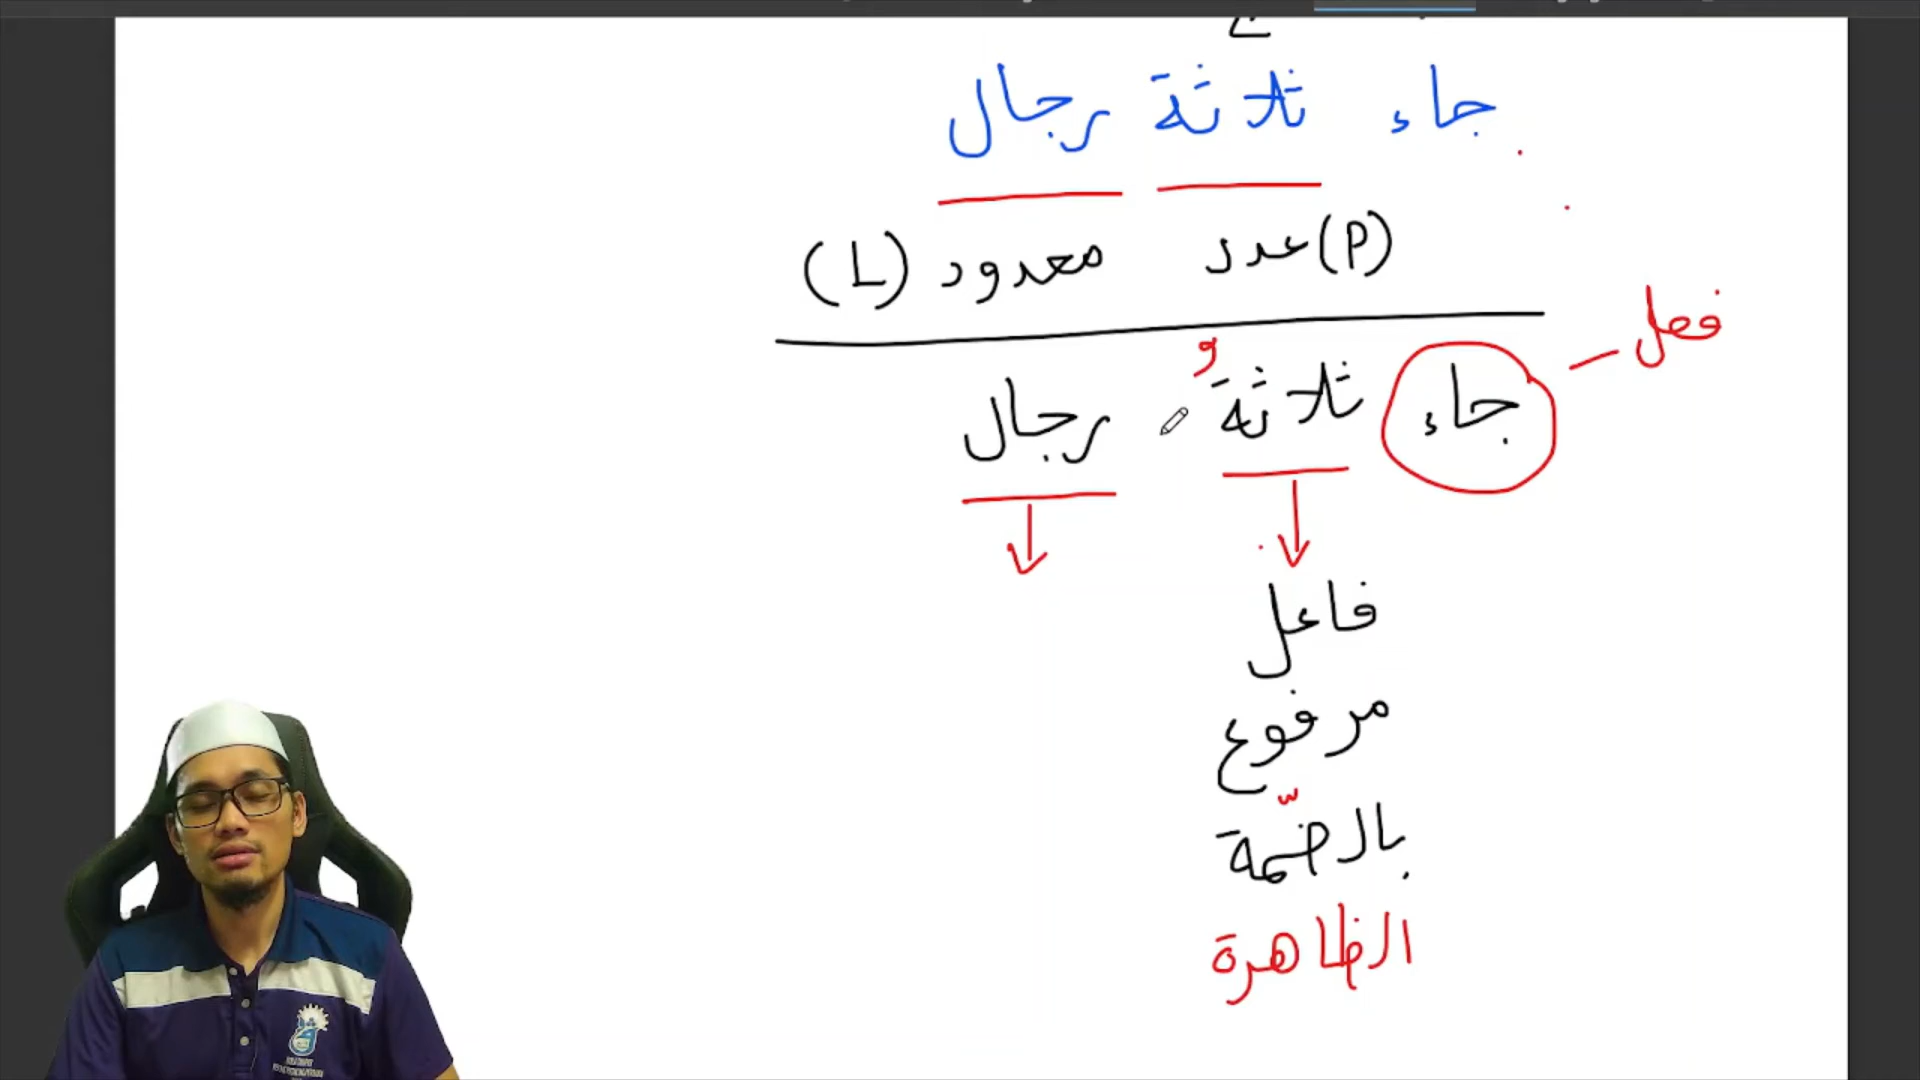 جاء ثلاثة رجال
(P) عدد معدود (L)
فعل
جاء ثلاثةُ رجال
فاعل
مرفوع
بالضمّة
الظاهرة